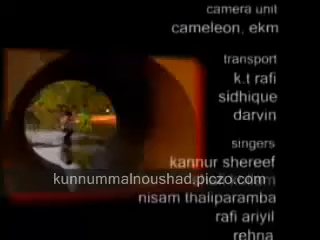 camera unit
cameleon, ekm
transport
k.t rafi
sidhique
darvin
singers
kannur shereef
kunnummalnoushad.piczo.com
nisam thaliparamba
rafi ariyil
rehna